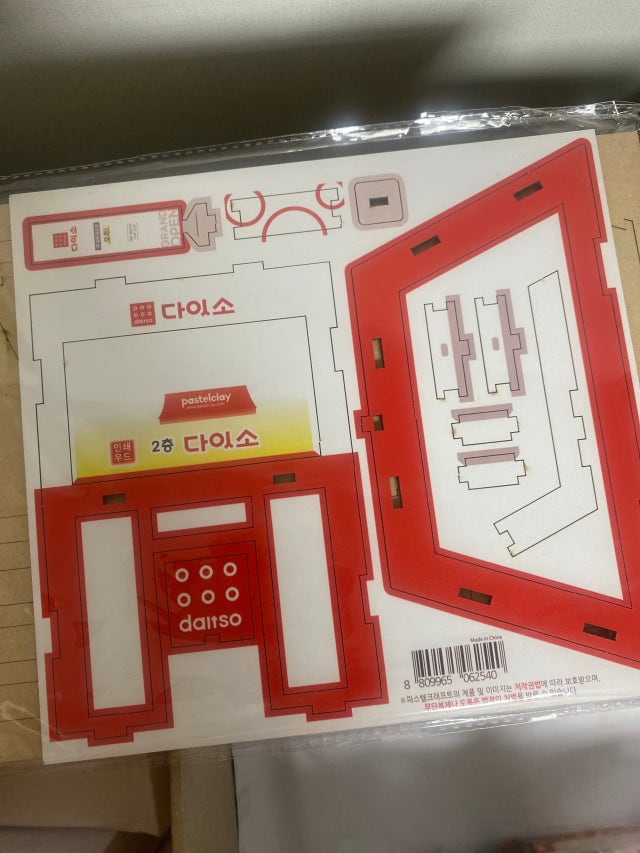 다이소
GRAND
OPEN
daiso
다이소
pastelclay
인쇄
우드
2층 다이소
daiso
Made in China
8 809965 062540
※파스텔크래프트의 제품 및 이미지는 저작권법에 따라 보호받으며,
무단복제나 도용은 법적인 처벌을 받을 수 있습니다.